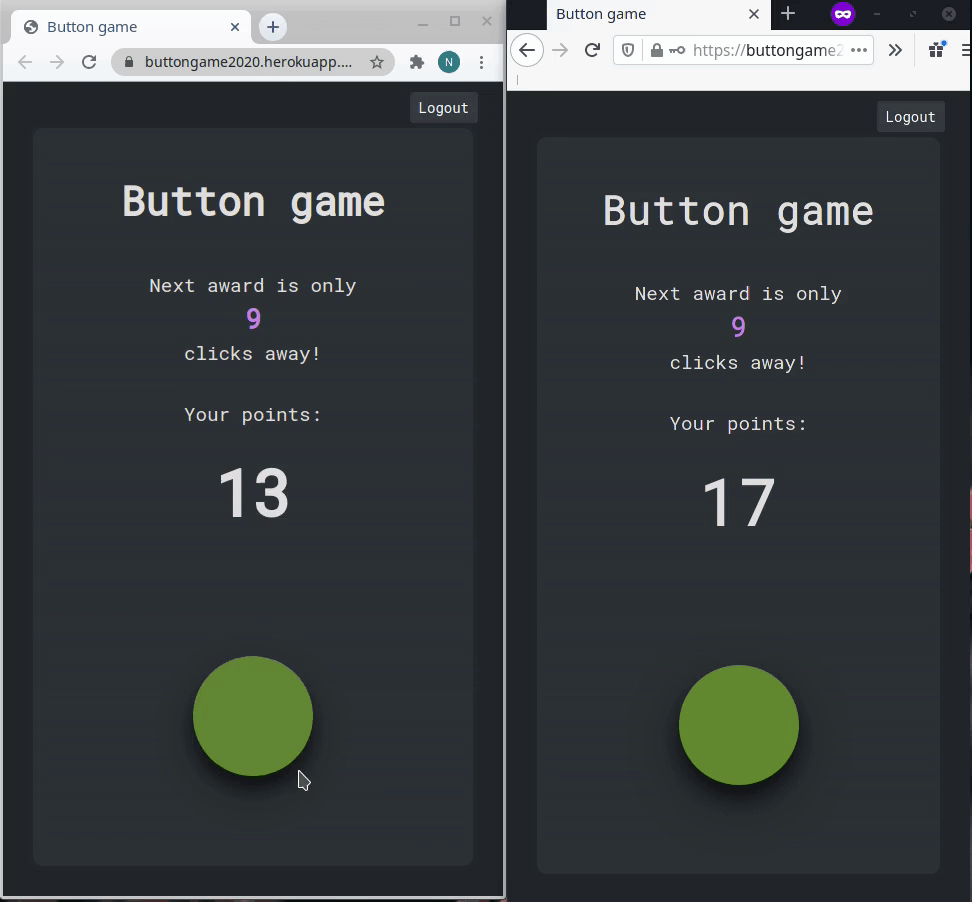 Button game
buttongame2020.herokuapp....
N
Logout
Button game
Next award is only
9
clicks away!
Your points:
13
Button game
https://buttongame2
Logout
Button game
Next award is only
9
clicks away!
Your points:
17